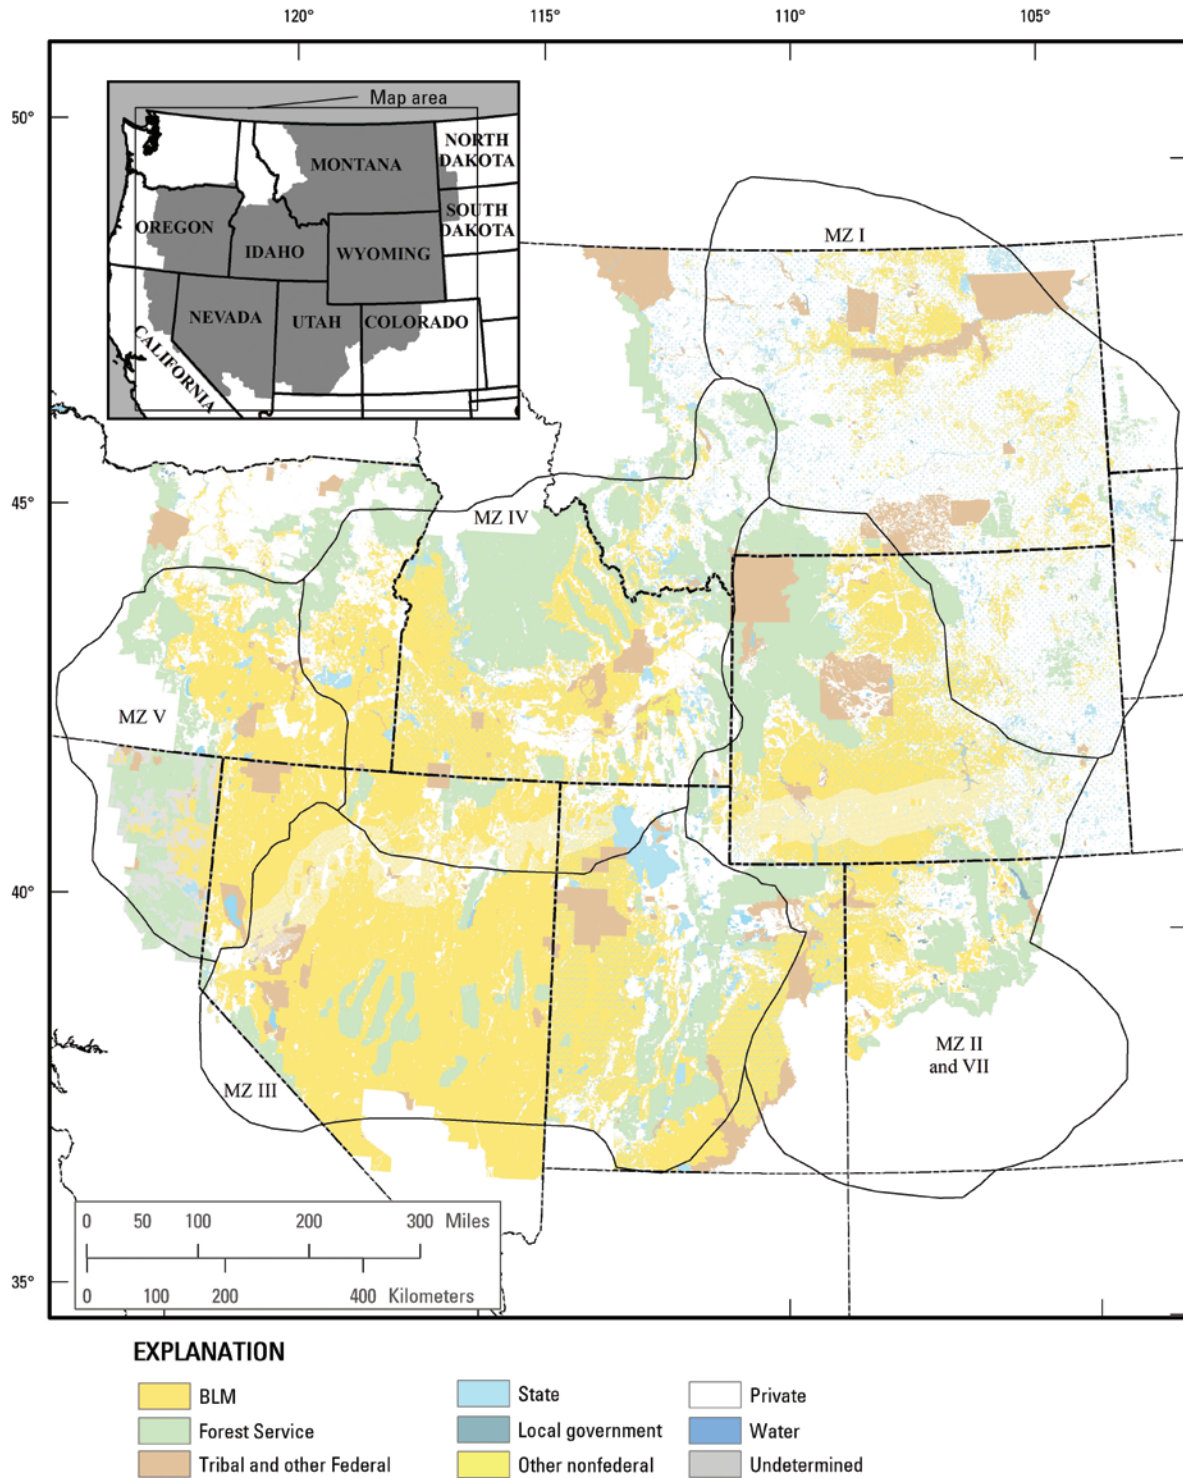 120°
115°
110°
105°
50°
45°
40°
35°
Map area
NORTH
DAKOTA
MONTANA
SOUTH
DAKOTA
OREGON
IDAHO
WYOMING
NEVADA
UTAH
COLORADO
CALIFORNIA
MZ I
MZ IV
MZ V
MZ II
and VII
MZ III
0 50 100 200 300 Miles
0 100 200 400 Kilometers
EXPLANATION
BLM
Forest Service
Tribal and other Federal
State
Local government
Other nonfederal
Private
Water
Undetermined